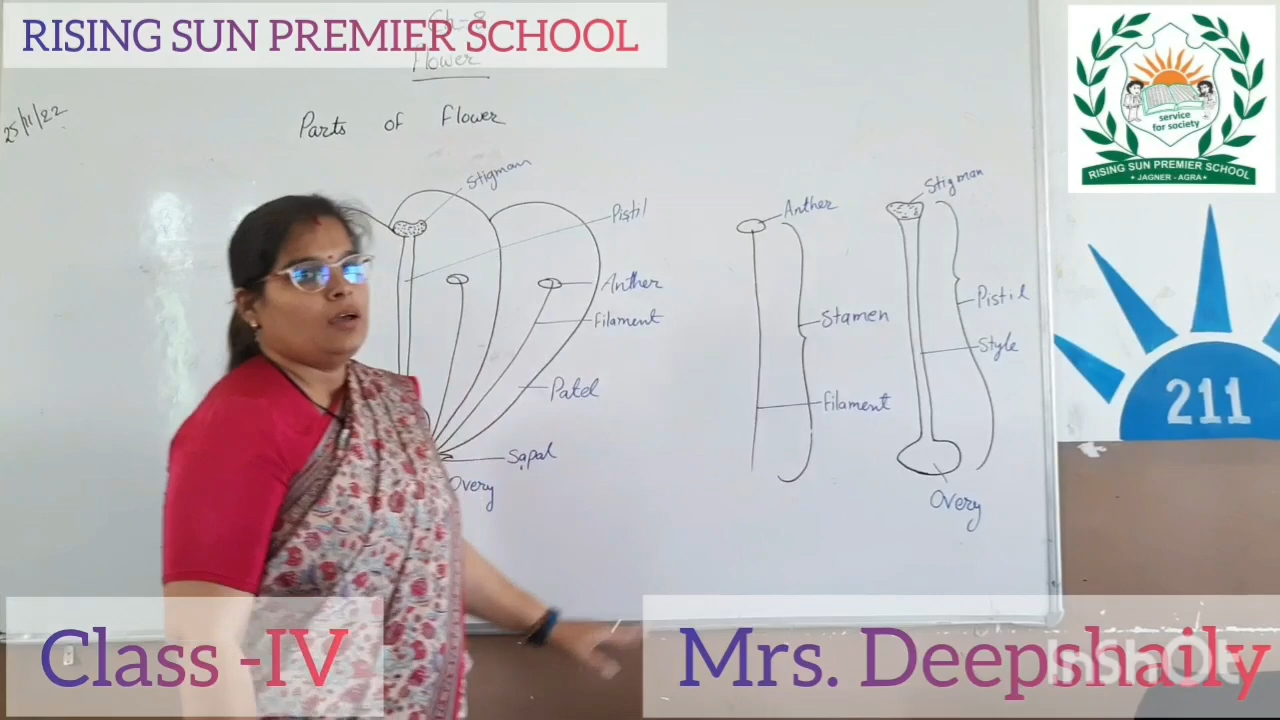 RISING SUN PREMIER SCHOOL
Ch-8
Flower
25/11/22
Parts of Flower
Stigman
Pistil
Anther
Filament
Patel
Sapal
Overy
Anther
Stamen
Filament
Stigman
Pistil
Style
Overy
service
for society
RISING SUN PREMIER SCHOOL
• JAGNER - AGRA •
211
Class -IV
Mrs. Deepshaily